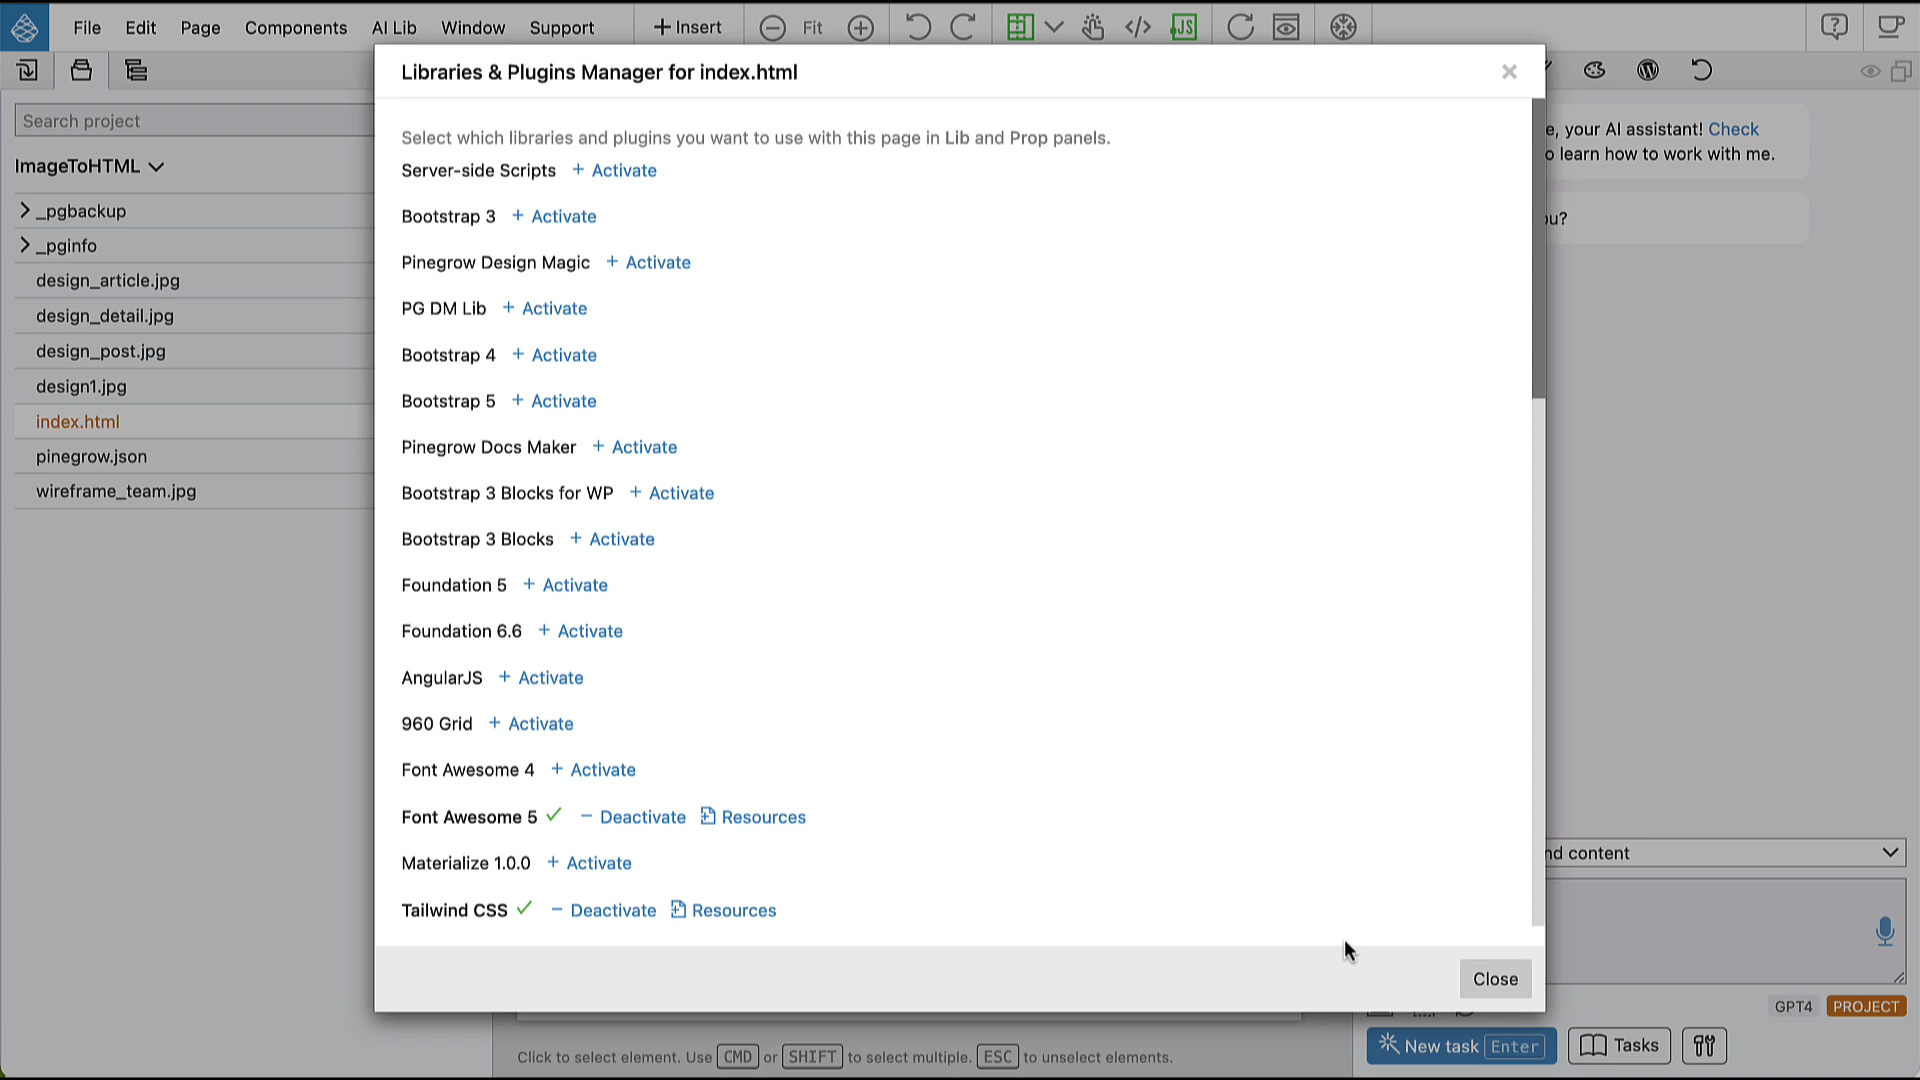 File Edit Page Components AI Lib Window Support + Insert Fit JS
Libraries & Plugins Manager for index.html
Search project
ImageToHTML
_pgbackup
_pginfo
design_article.jpg
design_detail.jpg
design_post.jpg
design1.jpg
index.html
pinegrow.json
wireframe_team.jpg
Select which libraries and plugins you want to use with this page in Lib and Prop panels.
Server-side Scripts + Activate
Bootstrap 3 + Activate
Pinegrow Design Magic + Activate
PG DM Lib + Activate
Bootstrap 4 + Activate
Bootstrap 5 + Activate
Pinegrow Docs Maker + Activate
Bootstrap 3 Blocks for WP + Activate
Bootstrap 3 Blocks + Activate
Foundation 5 + Activate
Foundation 6.6 + Activate
AngularJS + Activate
960 Grid + Activate
Font Awesome 4 + Activate
Font Awesome 5 ✓ − Deactivate Resources
Materialize 1.0.0 + Activate
Tailwind CSS ✓ − Deactivate Resources
Close
e, your AI assistant! Check
o learn how to work with me.
u?
nd content
GPT4 PROJECT
New task Enter Tasks
Click to select element. Use CMD or SHIFT to select multiple. ESC to unselect elements.